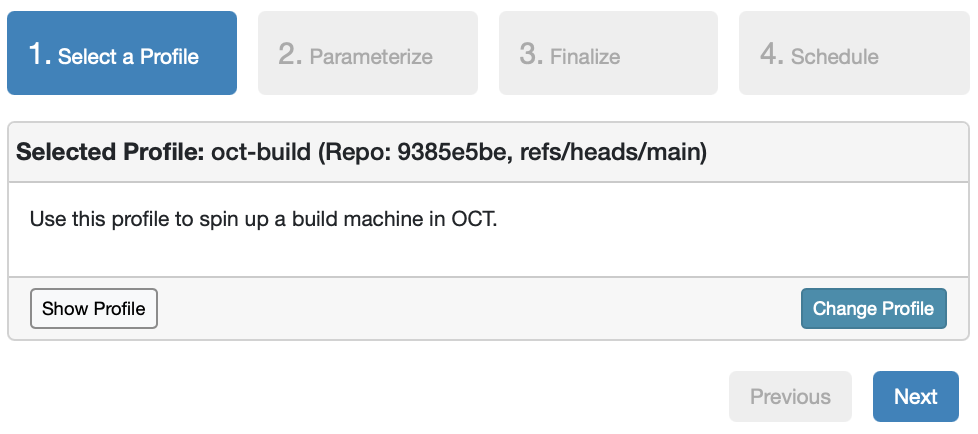 1. Select a Profile
2. Parameterize
3. Finalize
4. Schedule
Selected Profile: oct-build (Repo: 9385e5be, refs/heads/main)
Use this profile to spin up a build machine in OCT.
Show Profile
Change Profile
Previous
Next